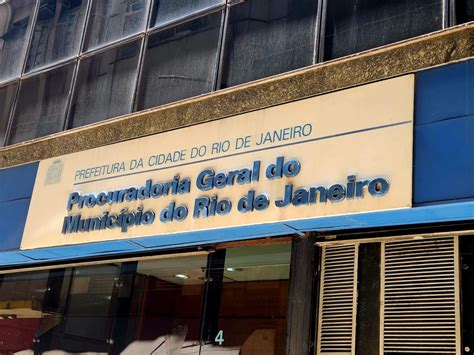 PREFEITURA DA CIDADE DO RIO DE JANEIRO
Procuradoria Geral do
Município do Rio de Janeiro
4